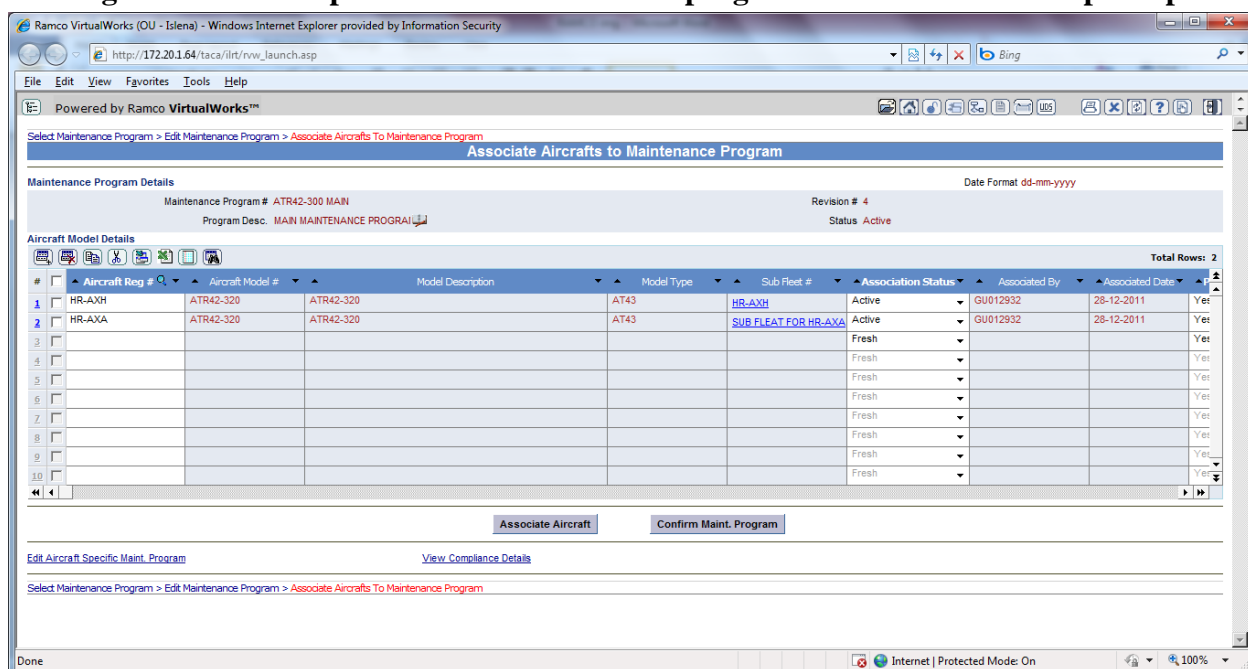 Ramco VirtualWorks (OU - Islena) - Windows Internet Explorer provided by Information Security
http://172.20.1.64/taca/ilrt/rvw_launch.asp
Bing
File Edit View Favorites Tools Help
Powered by Ramco VirtualWorks™
UDS
Select Maintenance Program > Edit Maintenance Program > Associate Aircrafts To Maintenance Program
Associate Aircrafts to Maintenance Program
Maintenance Program Details Date Format dd-mm-yyyy
Maintenance Program # ATR42-300 MAIN Revision # 4
Program Desc. MAIN MAINTENANCE PROGRAM Status Active
Aircraft Model Details
Total Rows: 2
# Aircraft Reg # Aircraft Model # Model Description Model Type Sub Fleet # Association Status Associated By Associated Date
1 HR-AXH ATR42-320 ATR42-320 AT43 HR-AXH Active GU012932 28-12-2011 Yes
2 HR-AXA ATR42-320 ATR42-320 AT43 SUB FLEAT FOR HR-AXA Active GU012932 28-12-2011 Yes
3 Fresh Yes
4 Fresh Yes
5 Fresh Yes
6 Fresh Yes
7 Fresh Yes
8 Fresh Yes
9 Fresh Yes
10 Fresh Yes
Associate Aircraft Confirm Maint. Program
Edit Aircraft Specific Maint. Program View Compliance Details
Select Maintenance Program > Edit Maintenance Program > Associate Aircrafts To Maintenance Program
Done Internet | Protected Mode: On 100%